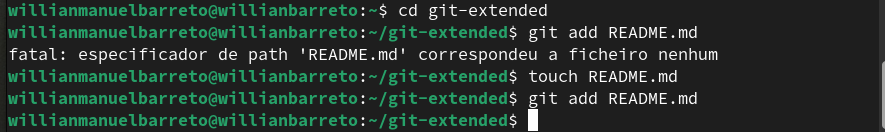 willianmanuelbarreto@willianbarreto:~$ cd git-extended
willianmanuelbarreto@willianbarreto:~/git-extended$ git add README.md
fatal: especificador de path 'README.md' correspondeu a ficheiro nenhum
willianmanuelbarreto@willianbarreto:~/git-extended$ touch README.md
willianmanuelbarreto@willianbarreto:~/git-extended$ git add README.md
willianmanuelbarreto@willianbarreto:~/git-extended$